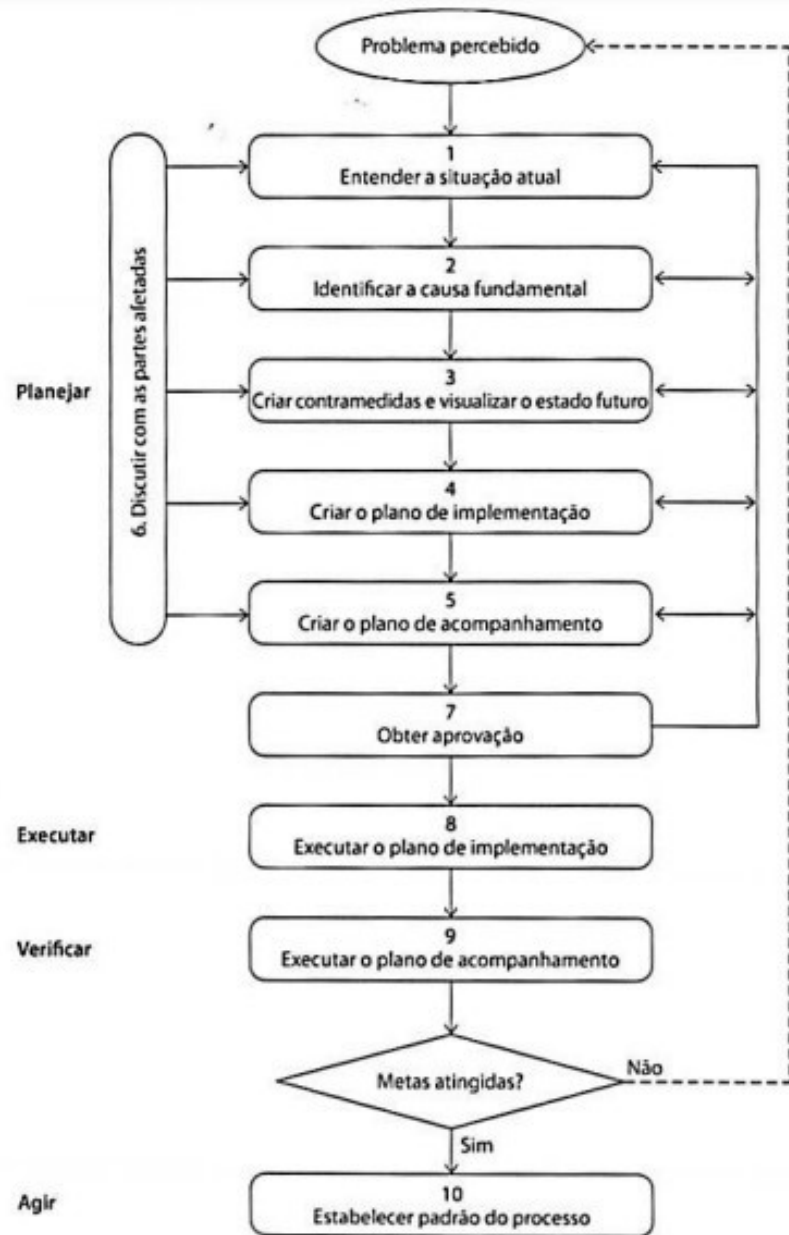 Problema percebido
1
Entender a situação atual
2
Identificar a causa fundamental
Planejar
3
Criar contramedidas e visualizar o estado futuro
6. Discutir com as partes afetadas
4
Criar o plano de implementação
5
Criar o plano de acompanhamento
7
Obter aprovação
Executar
8
Executar o plano de implementação
Verificar
9
Executar o plano de acompanhamento
Metas atingidas?
Não
Sim
Agir
10
Estabelecer padrão do processo